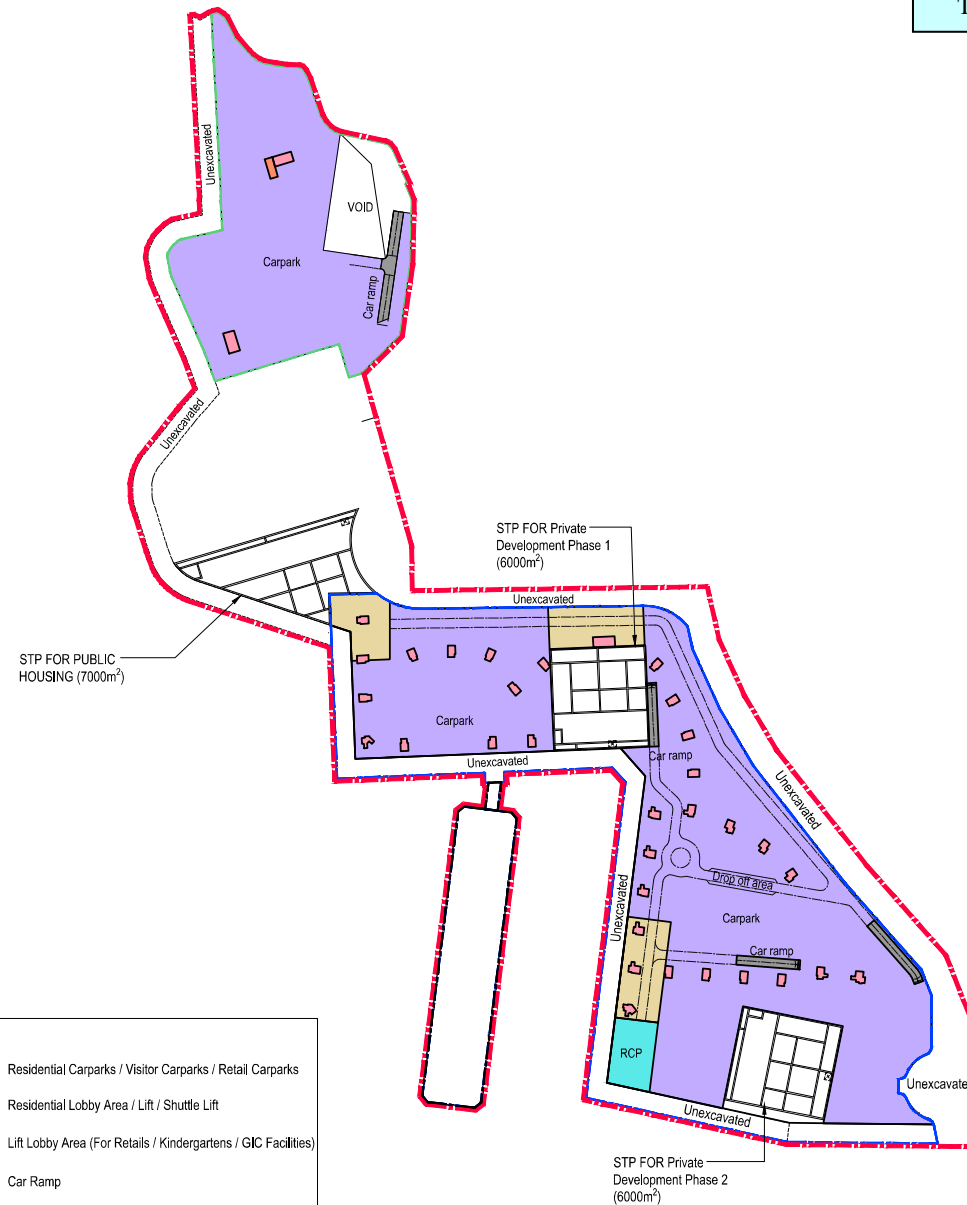 T
Unexcavated
VOID
Carpark
Car ramp
Unexcavated
STP FOR Private
Development Phase 1
(6000m²)
Unexcavated
STP FOR PUBLIC
HOUSING (7000m²)
Carpark
Car ramp
Unexcavated
Unexcavated
Drop off area
Unexcavated
Carpark
Car ramp
RCP
Unexcavate
Unexcavated
STP FOR Private
Development Phase 2
(6000m²)
Residential Carparks / Visitor Carparks / Retail Carparks
Residential Lobby Area / Lift / Shuttle Lift
Lift Lobby Area (For Retails / Kindergartens / GIC Facilities)
Car Ramp